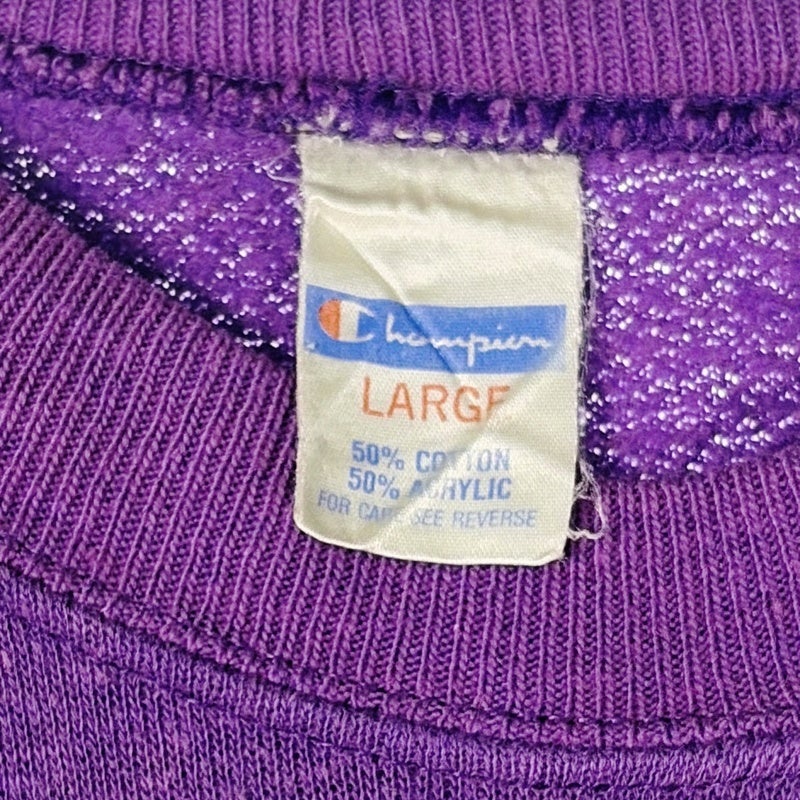 Champion
LARGE
50% COTTON
50% ACRYLIC
FOR CARE SEE REVERSE